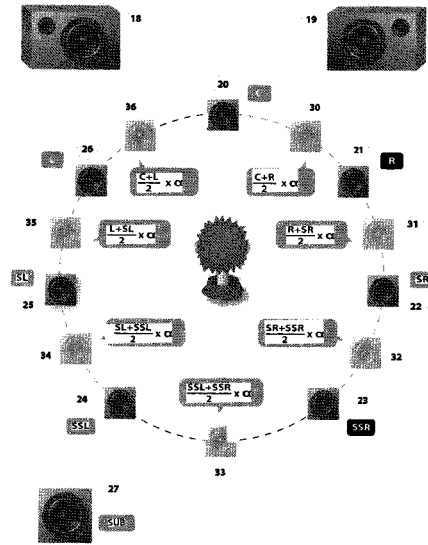 18
19
20
C
36
30
26
21
L
R
C+L
2 x α
C+R
2 x α
35
31
L+SL
2 x α
R+SR
2 x α
SL
SR
25
22
34
32
SL+SSL
2 x α
SR+SSR
2 x α
24
23
SSL+SSR
2 x α
SSL
SSR
33
27
SUB